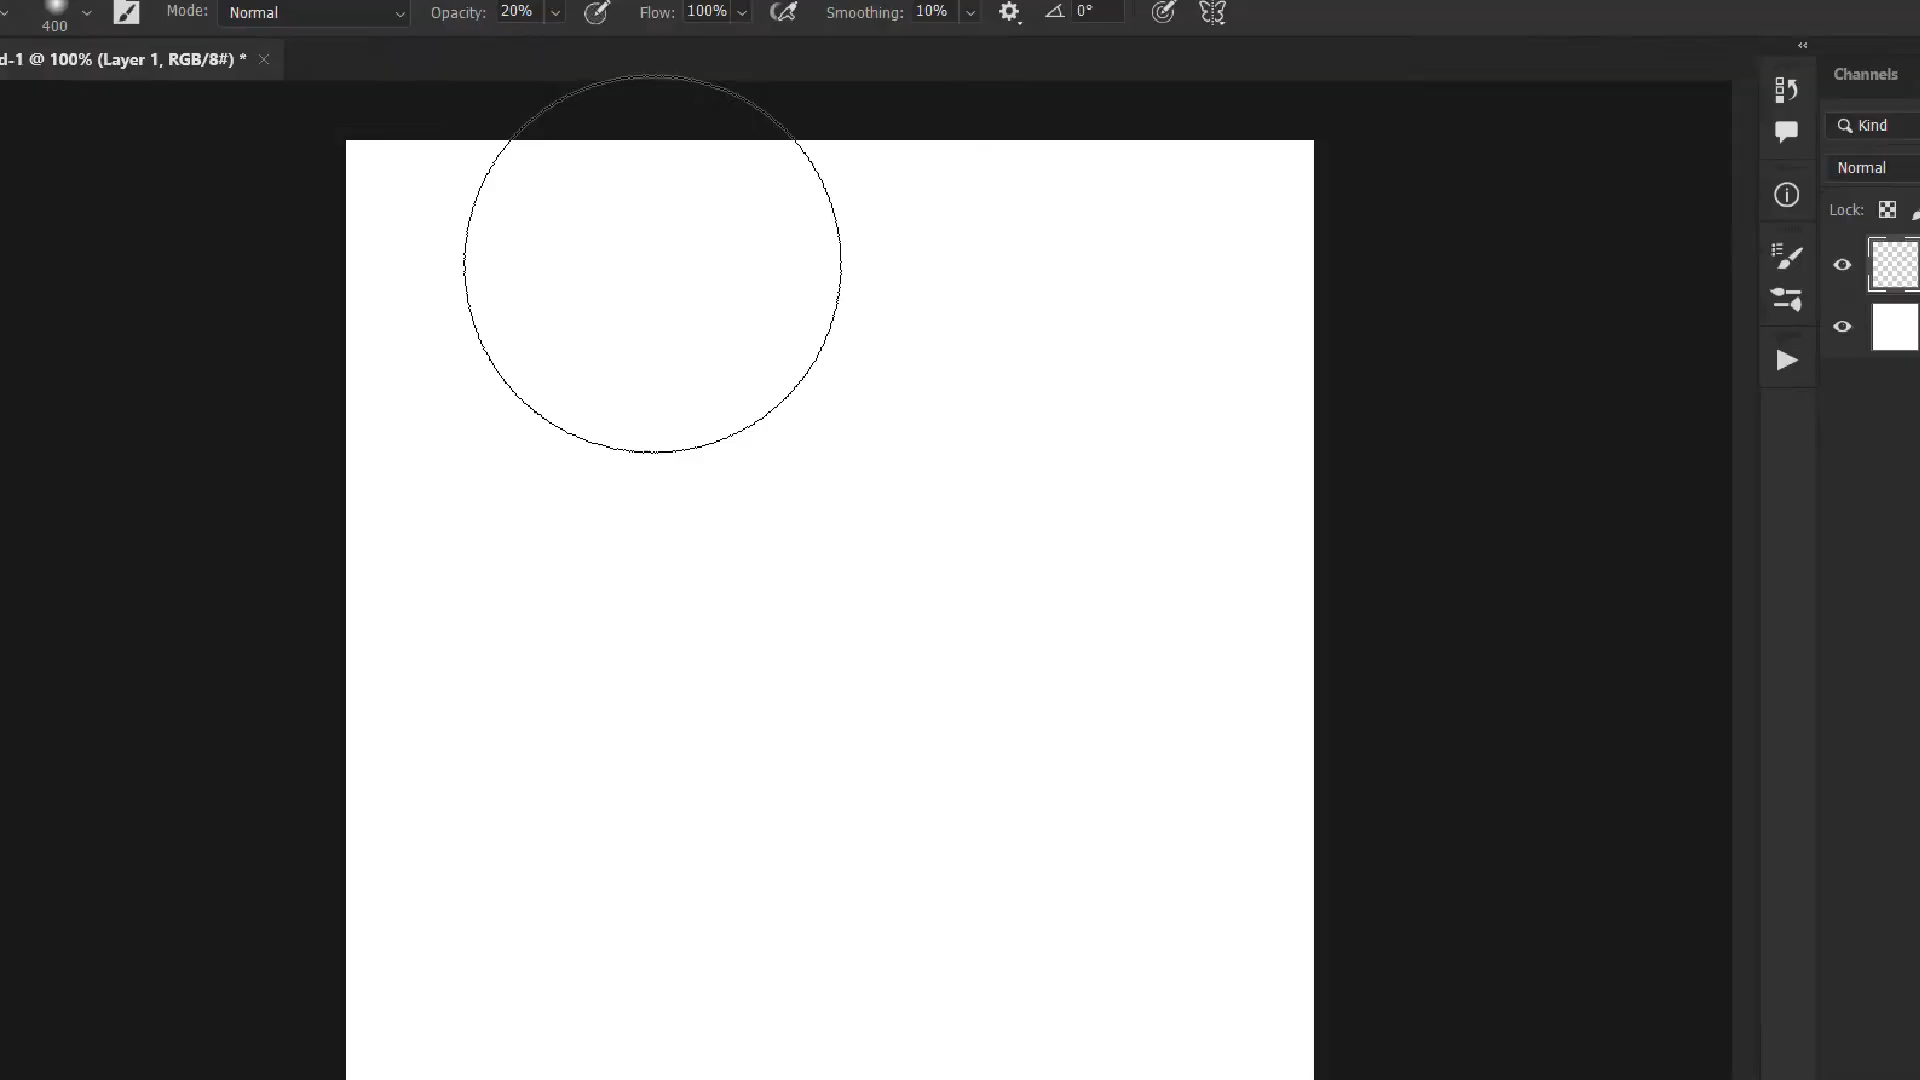 Mode: Normal Opacity: 20% Flow: 100% Smoothing: 10% 0°
400
d-1 @ 100% (Layer 1, RGB/8#) *
Channels
Kind
Normal
Lock: